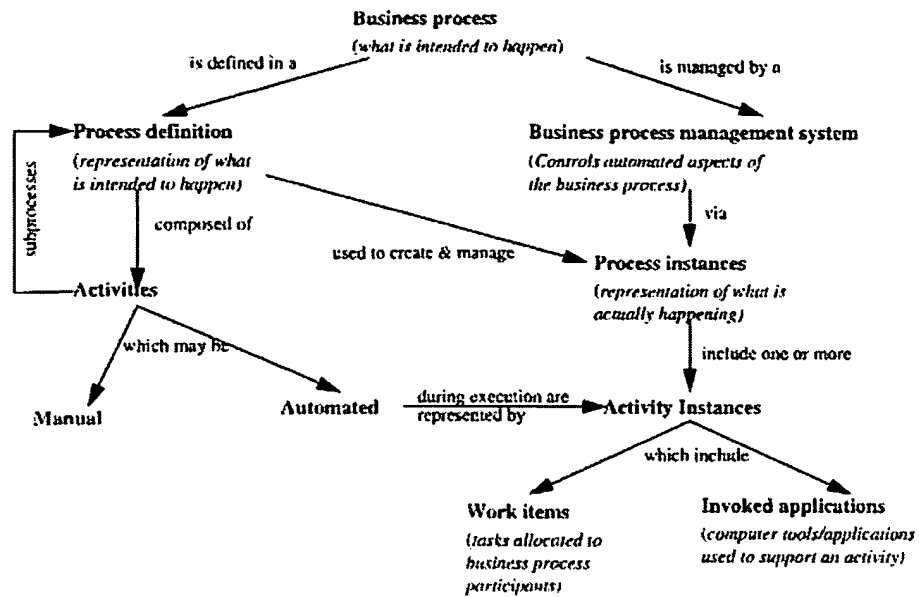 Business process
(what is intended to happen)
is defined in a
is managed by a
Process definition
(representation of what
is intended to happen)
Business process management system
(Controls automated aspects of
the business process)
subprocesses
composed of
via
used to create & manage
Process instances
(representation of what is
actually happening)
Activities
which may be
include one or more
Manual
Automated
during execution are
represented by
Activity Instances
which include
Work items
(tasks allocated to
business process
participants)
Invoked applications
(computer tools/applications
used to support an activity)